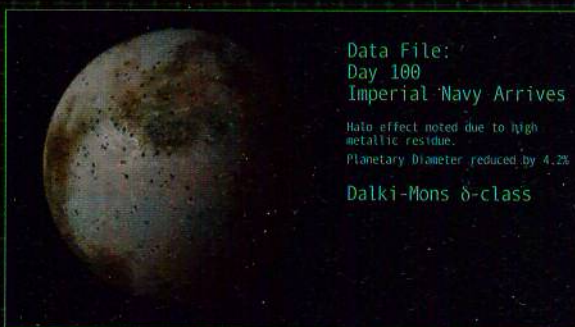 Data File:
Day 100
Imperial Navy Arrives
Halo effect noted due to high
metallic residue.
Planetary Diameter reduced by 4.2%
Dalki-Mons δ-class